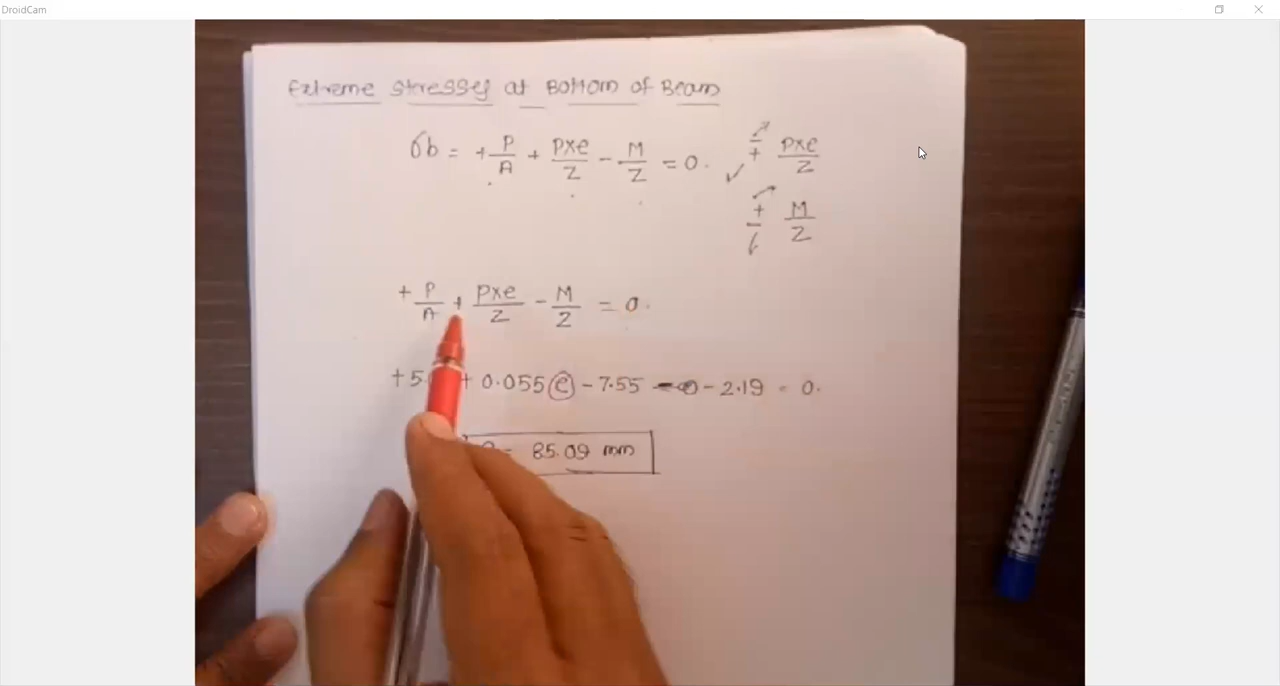 DroidCam
Extreme Stresses at Bottom of Beam
σb = + P/A + P×e/Z - M/Z = 0.
± P×e/Z
± M/Z
+ P/A + P×e/Z - M/Z = 0.
+5. + 0.055 e - 7.55 - 2.19 = 0.
= 85.09 mm